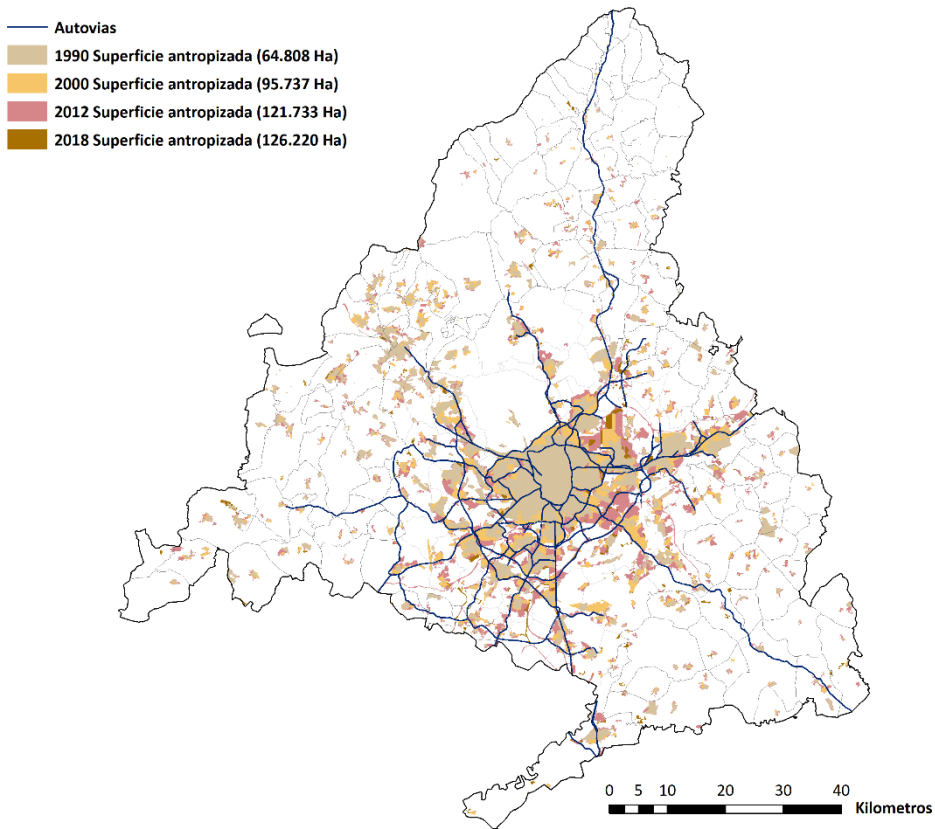 Autovias
1990 Superficie antropizada (64.808 Ha)
2000 Superficie antropizada (95.737 Ha)
2012 Superficie antropizada (121.733 Ha)
2018 Superficie antropizada (126.220 Ha)
0 5 10 20 30 40
Kilometros